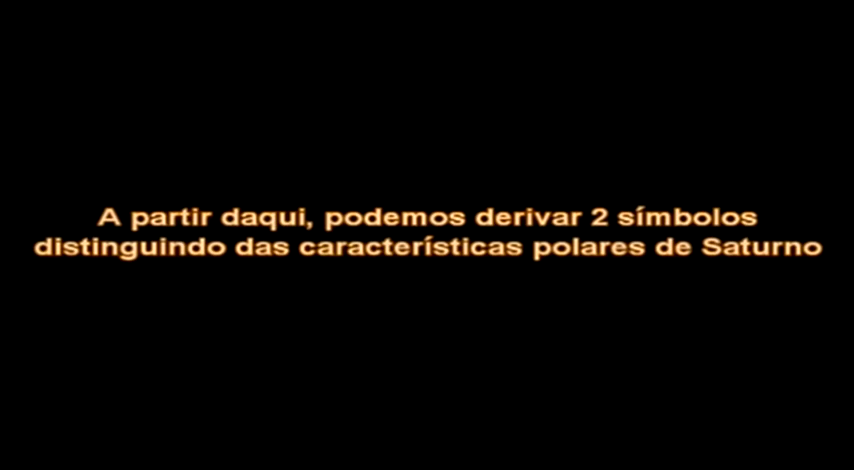 A partir daqui, podemos derivar 2 símbolos
distinguindo das características polares de Saturno